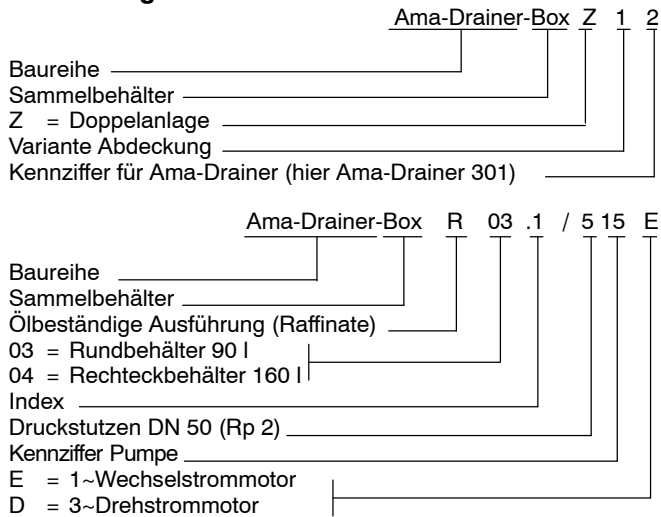 Ama-Drainer-Box Z 1 2
Baureihe
Sammelbehälter
Z = Doppelanlage
Variante Abdeckung
Kennziffer für Ama-Drainer (hier Ama-Drainer 301)
Ama-Drainer-Box R 03 .1 / 5 15 E
Baureihe
Sammelbehälter
Ölbeständige Ausführung (Raffinate)
03 = Rundbehälter 90 l
04 = Rechteckbehälter 160 l
Index
Druckstutzen DN 50 (Rp 2)
Kennziffer Pumpe
E = 1~Wechselstrommotor
D = 3~Drehstrommotor